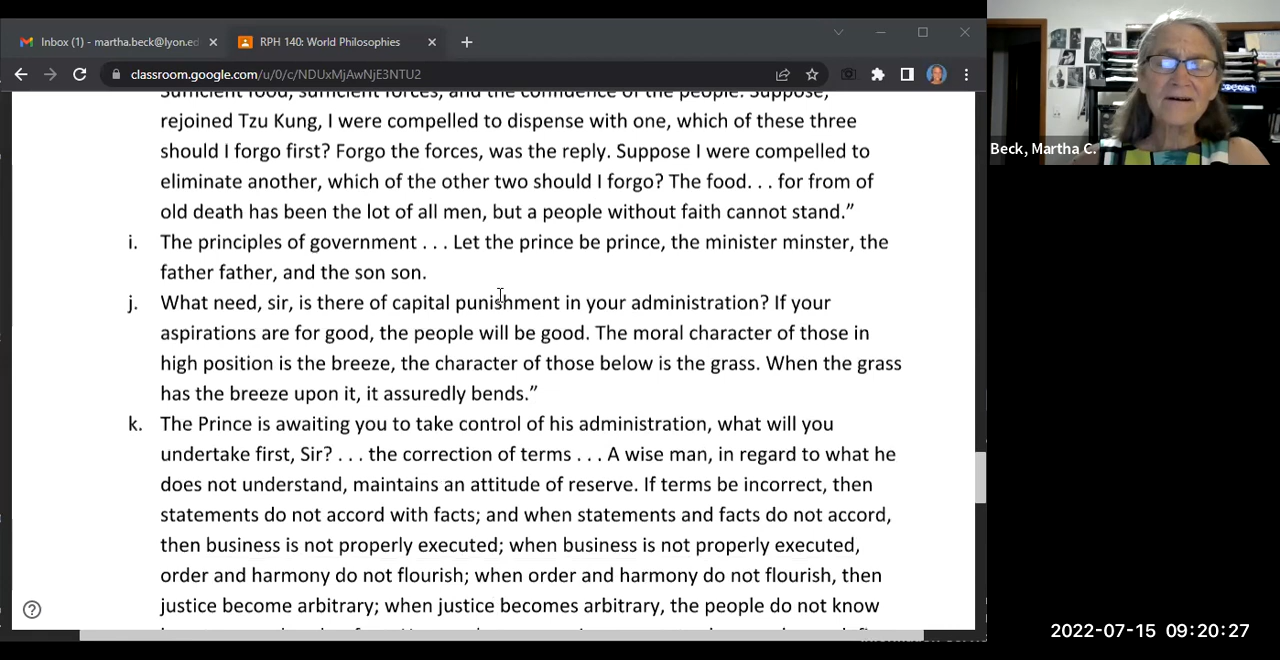 Inbox (1) - martha.beck@lyon.ed
RPH 140: World Philosophies
classroom.google.com/u/0/c/NDUxMjAwNjE3NTU2
Sufficient food, sufficient forces, and the confidence of the people. Suppose,
rejoined Tzu Kung, I were compelled to dispense with one, which of these three
should I forgo first? Forgo the forces, was the reply. Suppose I were compelled to
eliminate another, which of the other two should I forgo? The food. . . for from of
old death has been the lot of all men, but a people without faith cannot stand.”
i. The principles of government . . . Let the prince be prince, the minister minster, the
father father, and the son son.
j. What need, sir, is there of capital punishment in your administration? If your
aspirations are for good, the people will be good. The moral character of those in
high position is the breeze, the character of those below is the grass. When the grass
has the breeze upon it, it assuredly bends.”
k. The Prince is awaiting you to take control of his administration, what will you
undertake first, Sir? . . . the correction of terms . . . A wise man, in regard to what he
does not understand, maintains an attitude of reserve. If terms be incorrect, then
statements do not accord with facts; and when statements and facts do not accord,
then business is not properly executed; when business is not properly executed,
order and harmony do not flourish; when order and harmony do not flourish, then
justice become arbitrary; when justice becomes arbitrary, the people do not know
Beck, Martha C.
2022-07-15 09:20:27